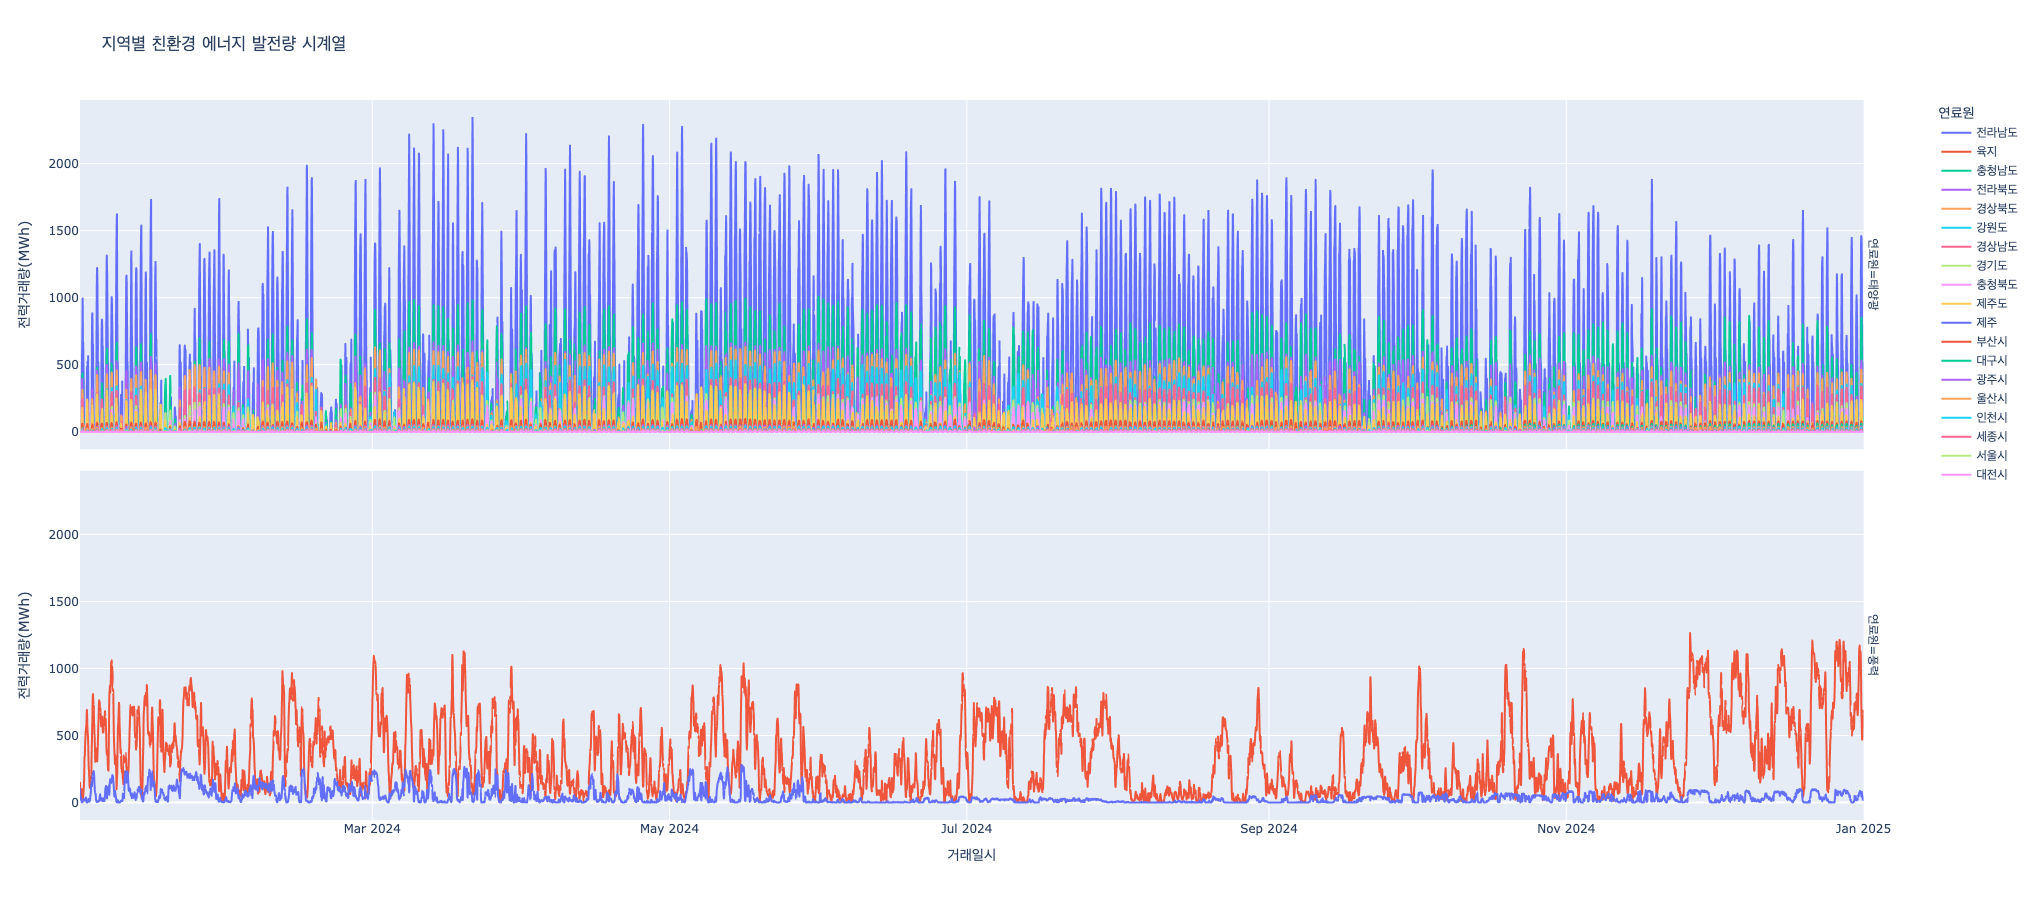 지역별 친환경 에너지 발전량 시계열
전력거래량(MWh)
2000
1500
1000
500
0
연료원=태양광
전력거래량(MWh)
2000
1500
1000
500
0
연료원=풍력
Mar 2024
May 2024
Jul 2024
Sep 2024
Nov 2024
Jan 2025
거래일시
연료원
전라남도
육지
충청남도
전라북도
경상북도
강원도
경상남도
경기도
충청북도
제주도
제주
부산시
대구시
광주시
울산시
인천시
세종시
서울시
대전시